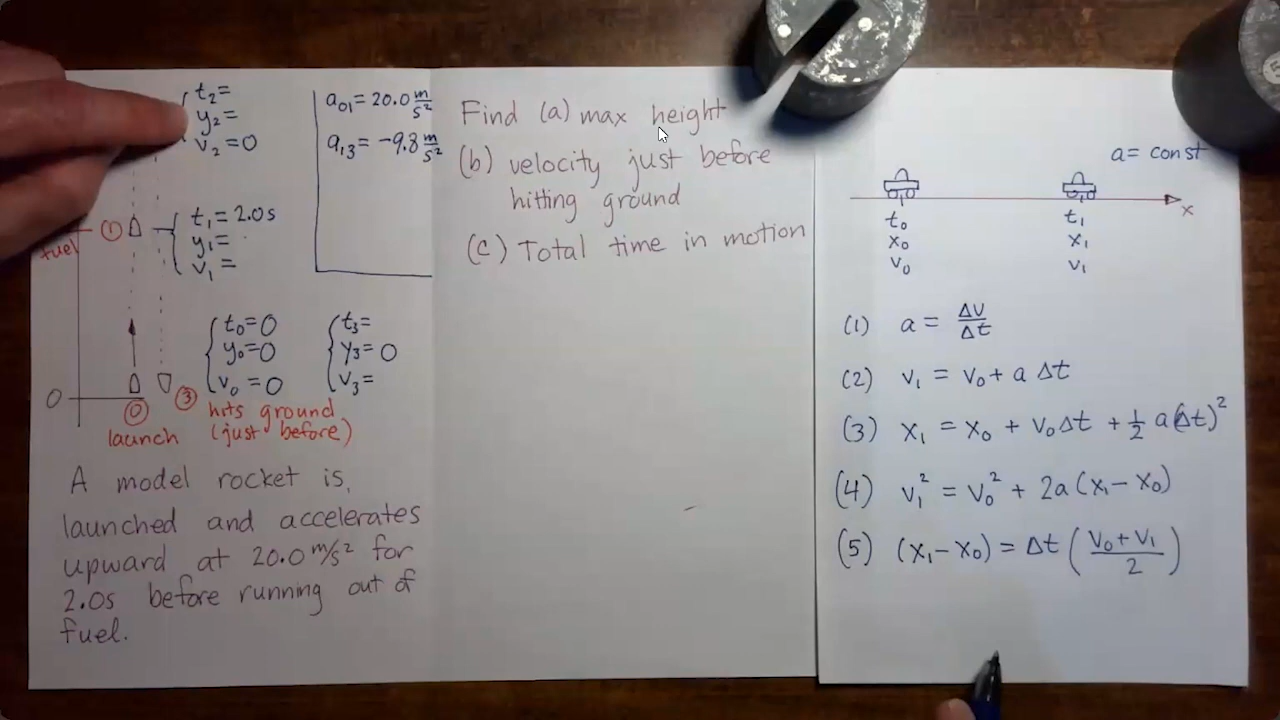 t₂=
y₂=
v₂=0
a₀₁=20.0 m/s²
a₁₃=-9.8 m/s²
fuel
①
t₁=2.0s
y₁=
v₁=
t₀=0
y₀=0
v₀=0
t₃=
y₃=0
v₃=
0
⓪
launch
③ hits ground
(just before)
A model rocket is
launched and accelerates
upward at 20.0 m/s² for
2.0s before running out of
fuel.
Find (a) max height
(b) velocity just before
hitting ground
(c) Total time in motion
a = const
x
t₀
x₀
v₀
t₁
x₁
v₁
(1) a = Δv/Δt
(2) v₁ = v₀ + a Δt
(3) x₁ = x₀ + v₀Δt + ½ a(Δt)²
(4) v₁² = v₀² + 2a(x₁-x₀)
(5) (x₁-x₀) = Δt ((v₀+v₁)/2)